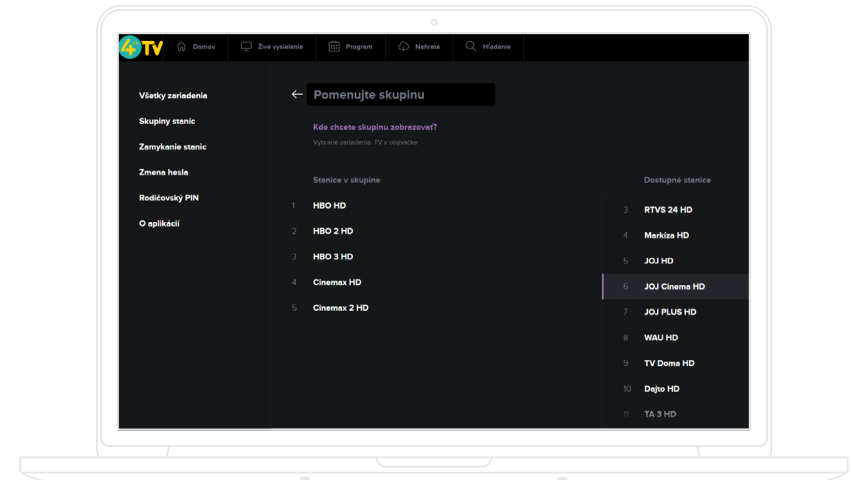 4TV
Domov
Živé vysielanie
Program
Nahraté
Hľadanie
Všetky zariadenia
Skupiny staníc
Zamykanie staníc
Zmena hesla
Rodičovský PIN
O aplikácií
Pomenujte skupinu
Kde chcete skupinu zobrazovať?
Vybrané zariadenia: TV v obývačke
Stanice v skupine
1 HBO HD
2 HBO 2 HD
3 HBO 3 HD
4 Cinemax HD
5 Cinemax 2 HD
Dostupné stanice
3 RTVS 24 HD
4 Markíza HD
5 JOJ HD
6 JOJ Cinema HD
7 JOJ PLUS HD
8 WAU HD
9 TV Doma HD
10 Dajto HD
11 TA 3 HD